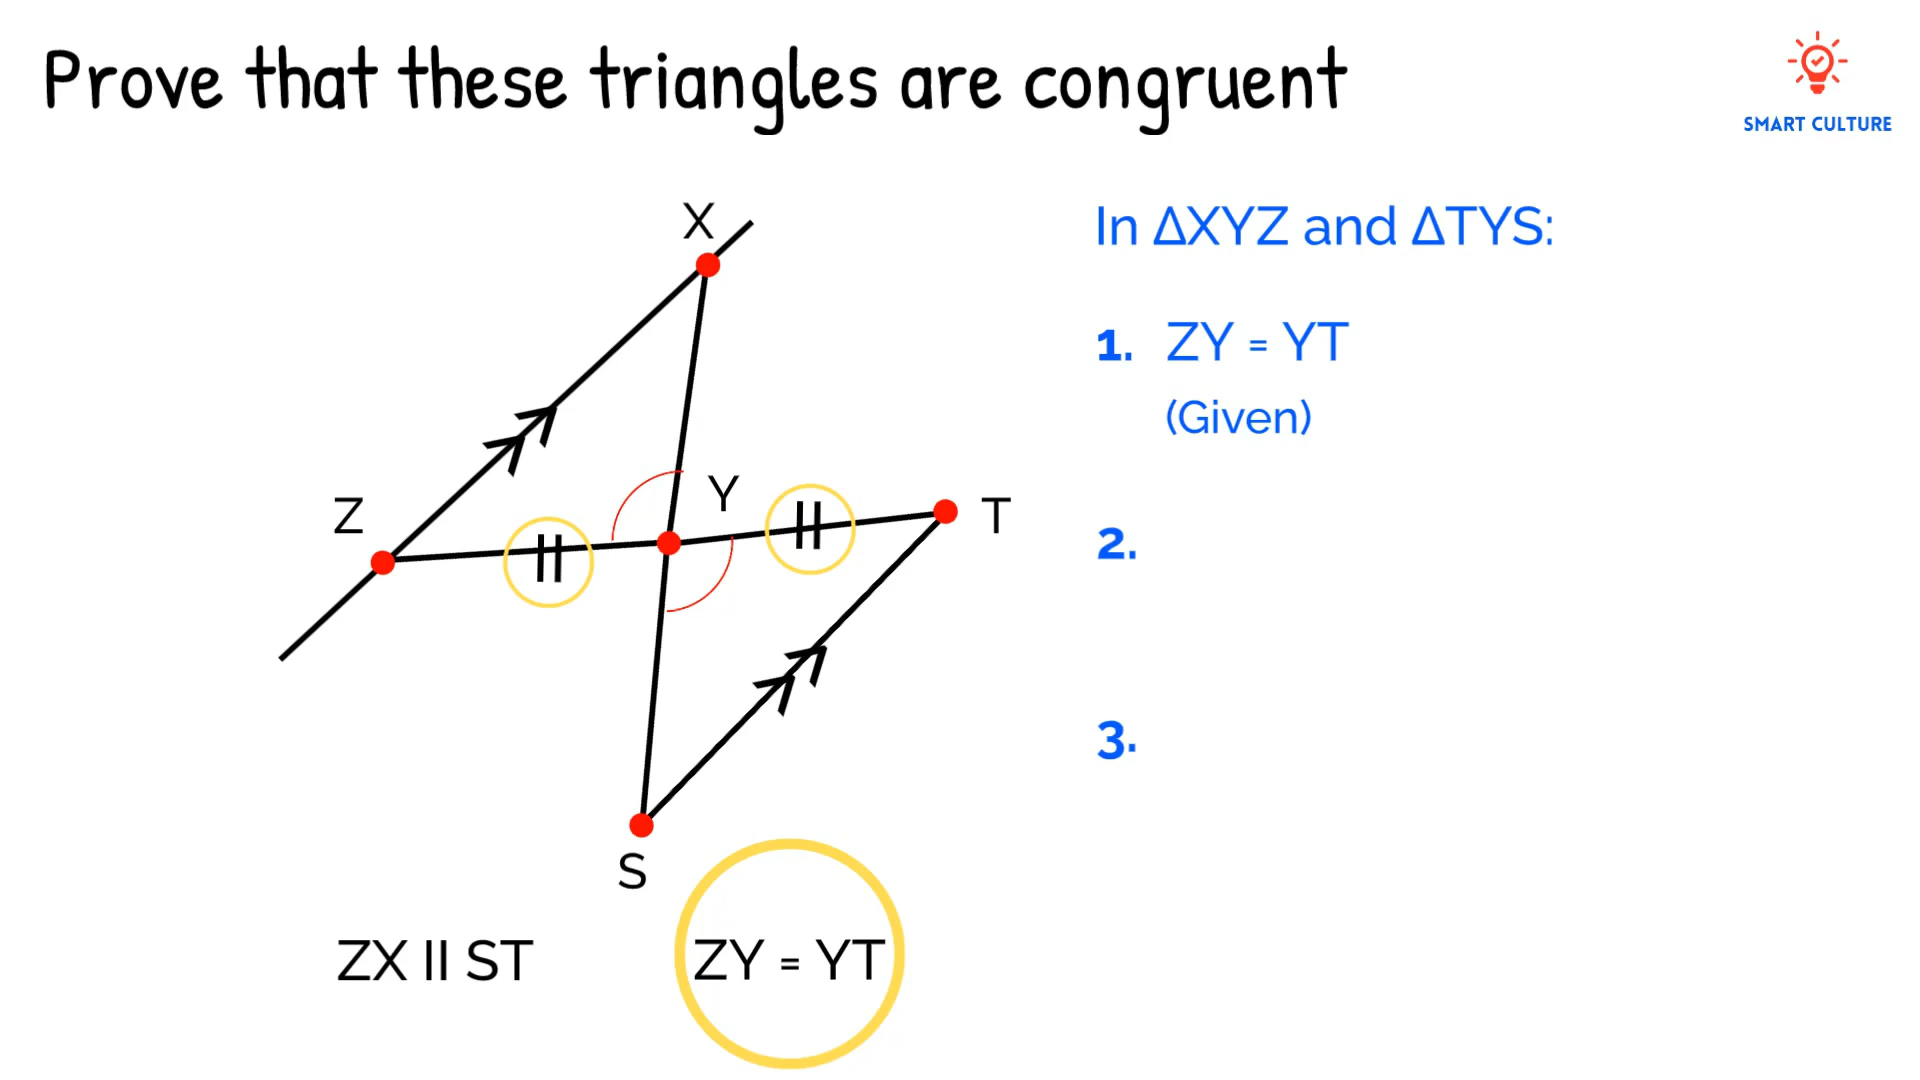 Prove that these triangles are congruent
SMART CULTURE
X
Z
Y
T
S
ZX II ST
ZY = YT
In ΔXYZ and ΔTYS:
1. ZY = YT
(Given)
2.
3.